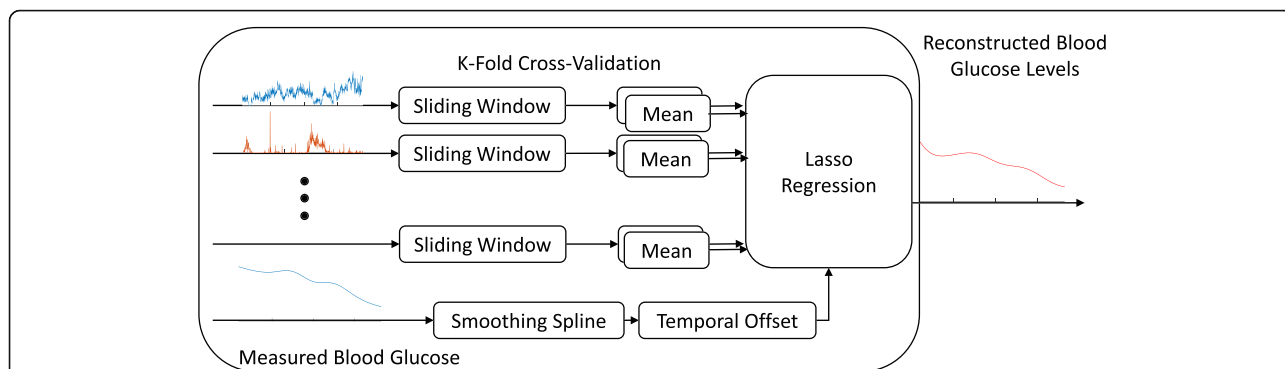 Reconstructed Blood
Glucose Levels
K-Fold Cross-Validation
Sliding Window
Mean
Sliding Window
Mean
Lasso
Regression
Sliding Window
Mean
Smoothing Spline
Temporal Offset
Measured Blood Glucose